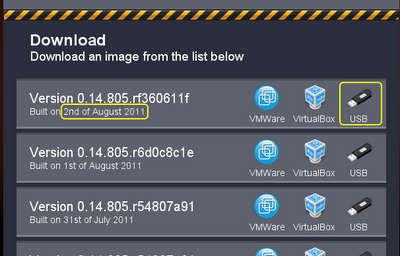 Download
Download an image from the list below
Version 0.14.805.rf360611f
Built on 2nd of August 2011
VMWare VirtualBox USB
Version 0.14.805.r6d0c8c1e
Built on 1st of August 2011
VMWare VirtualBox USB
Version 0.14.805.r54807a91
Built on 31st of July 2011
VMWare VirtualBox USB